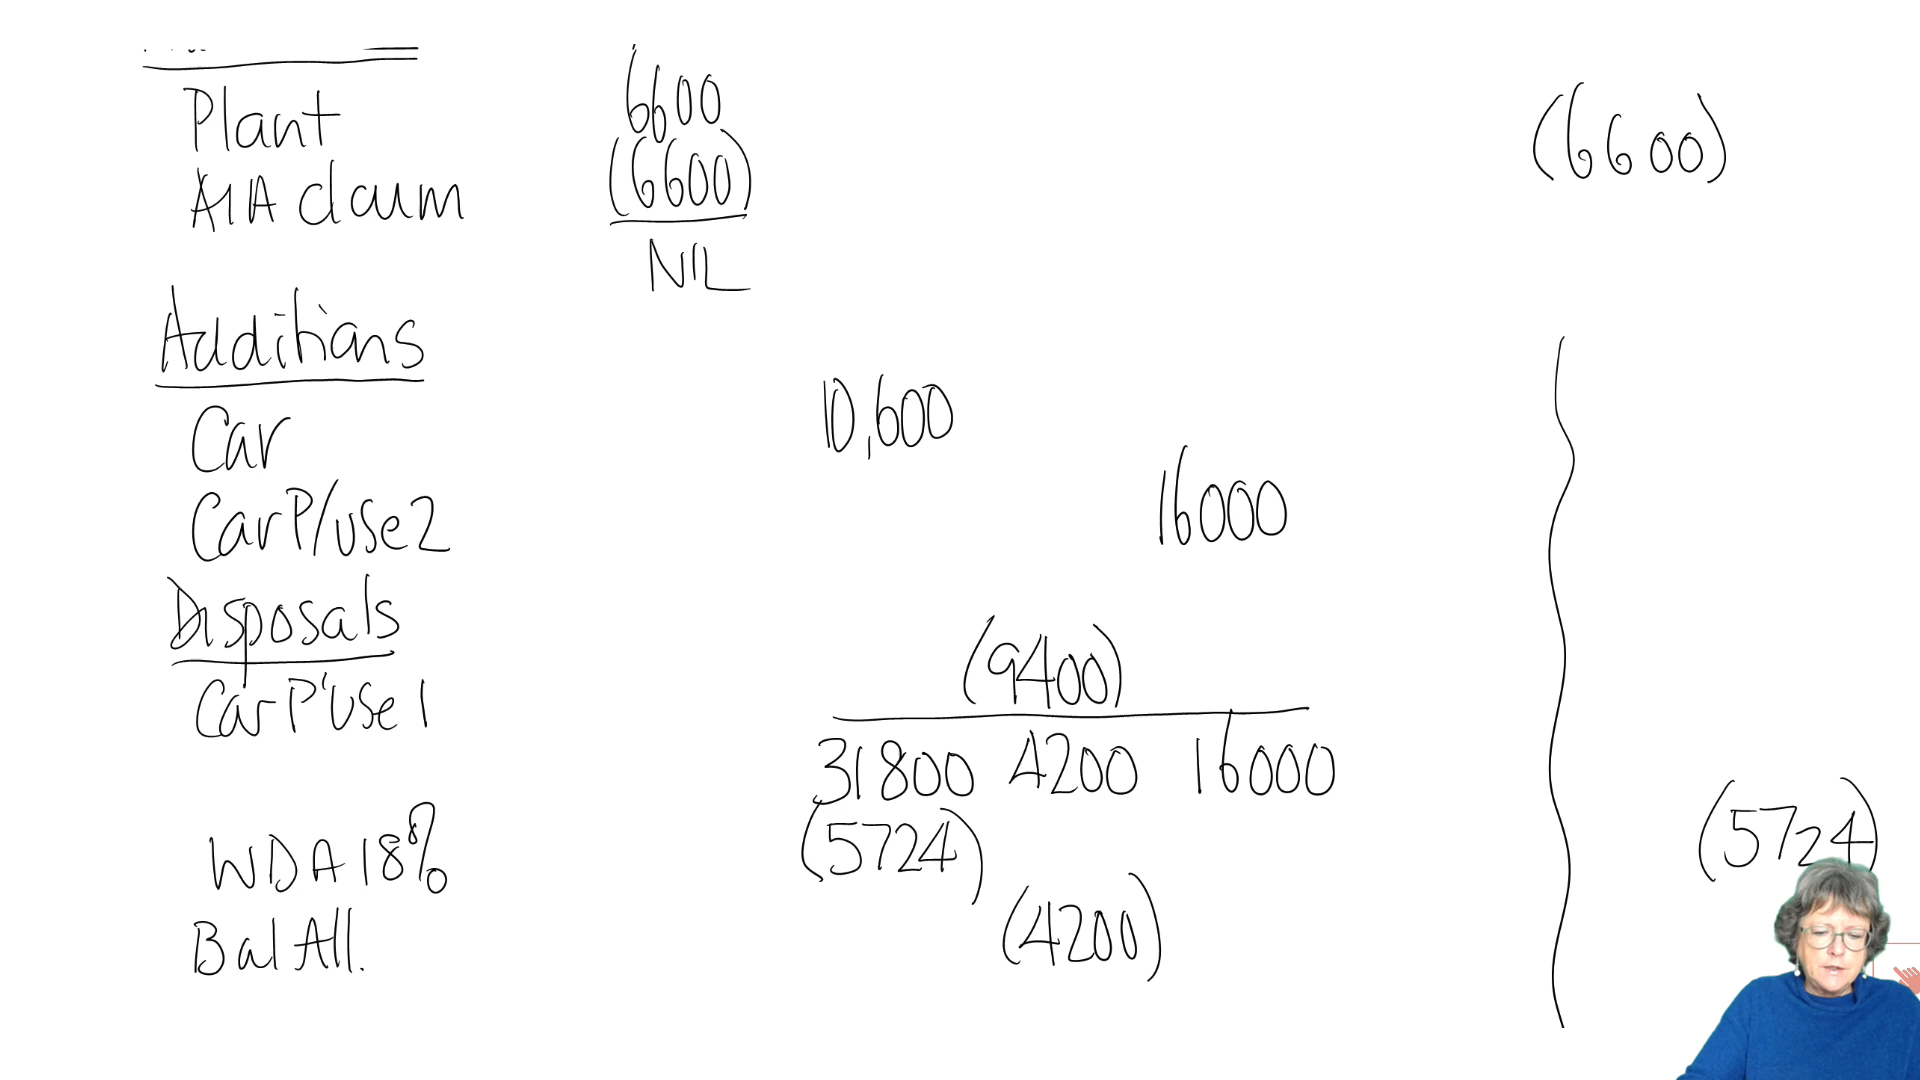 6600
Plant (6600)
AIA claim (6600)
NIL
Additions
Car 10,600
Car P/use 2 16000
Disposals
Car P'use 1 (9400)
31800 4200 16000
WDA 18% (5724) (5724)
Bal All. (4200)